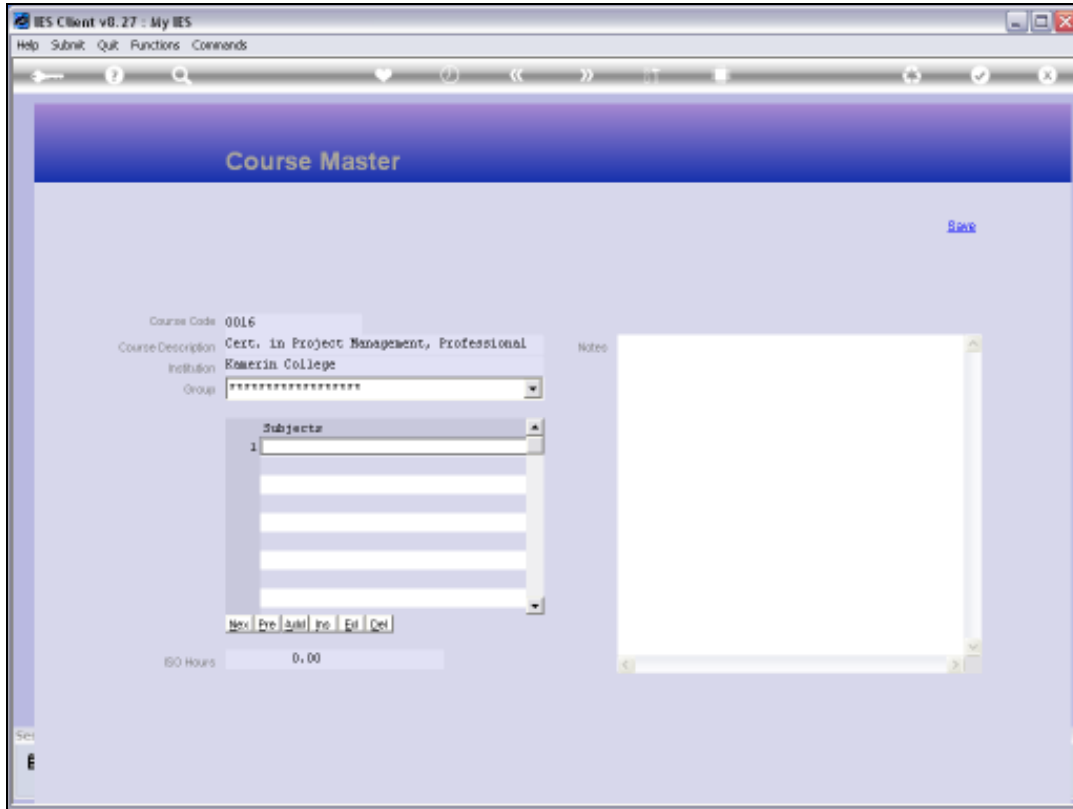 IES Client v8.27 : My IES
Help Submit Quit Functions Commands
Course Master
Save
Course Code 0016
Course Description Cert. in Project Management, Professional
Institution Kamerin College
Group ******************
Notes
Subjects
1
Nex Pre Add Ins Ed Del
ISO Hours 0.00
Ses